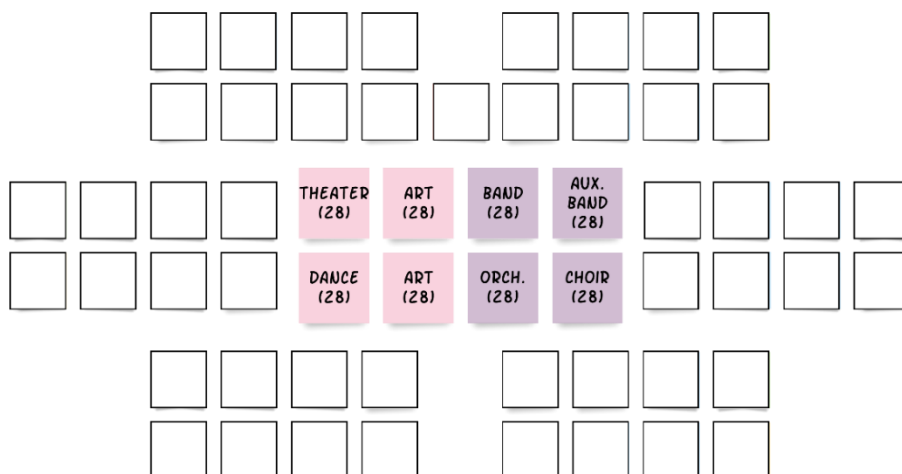 THEATER
(28)
ART
(28)
BAND
(28)
AUX.
BAND
(28)
DANCE
(28)
ART
(28)
ORCH.
(28)
CHOIR
(28)